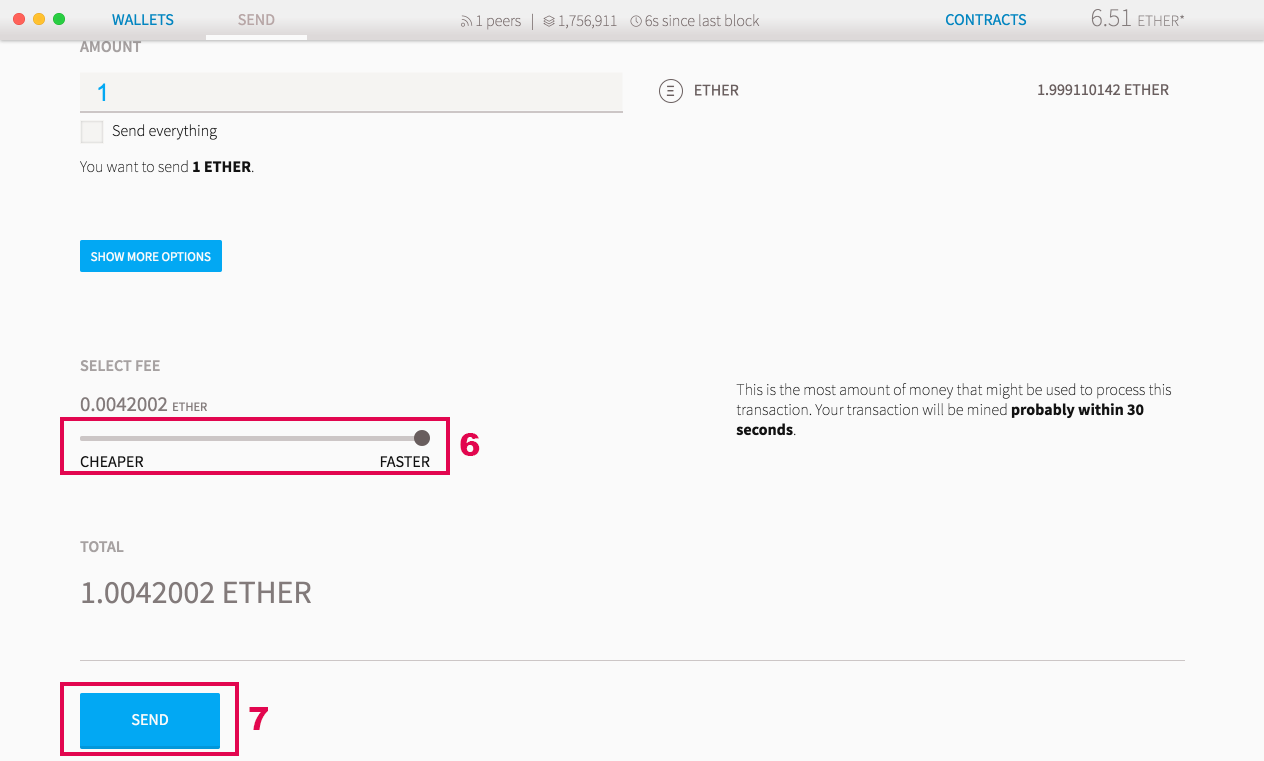 WALLETS SEND 1 peers | 1,756,911 6s since last block CONTRACTS 6.51 ETHER*
AMOUNT
1 ETHER 1.999110142 ETHER
Send everything
You want to send 1 ETHER.
SHOW MORE OPTIONS
SELECT FEE
0.0042002 ETHER
CHEAPER FASTER
6
This is the most amount of money that might be used to process this
transaction. Your transaction will be mined probably within 30
seconds.
TOTAL
1.0042002 ETHER
SEND
7